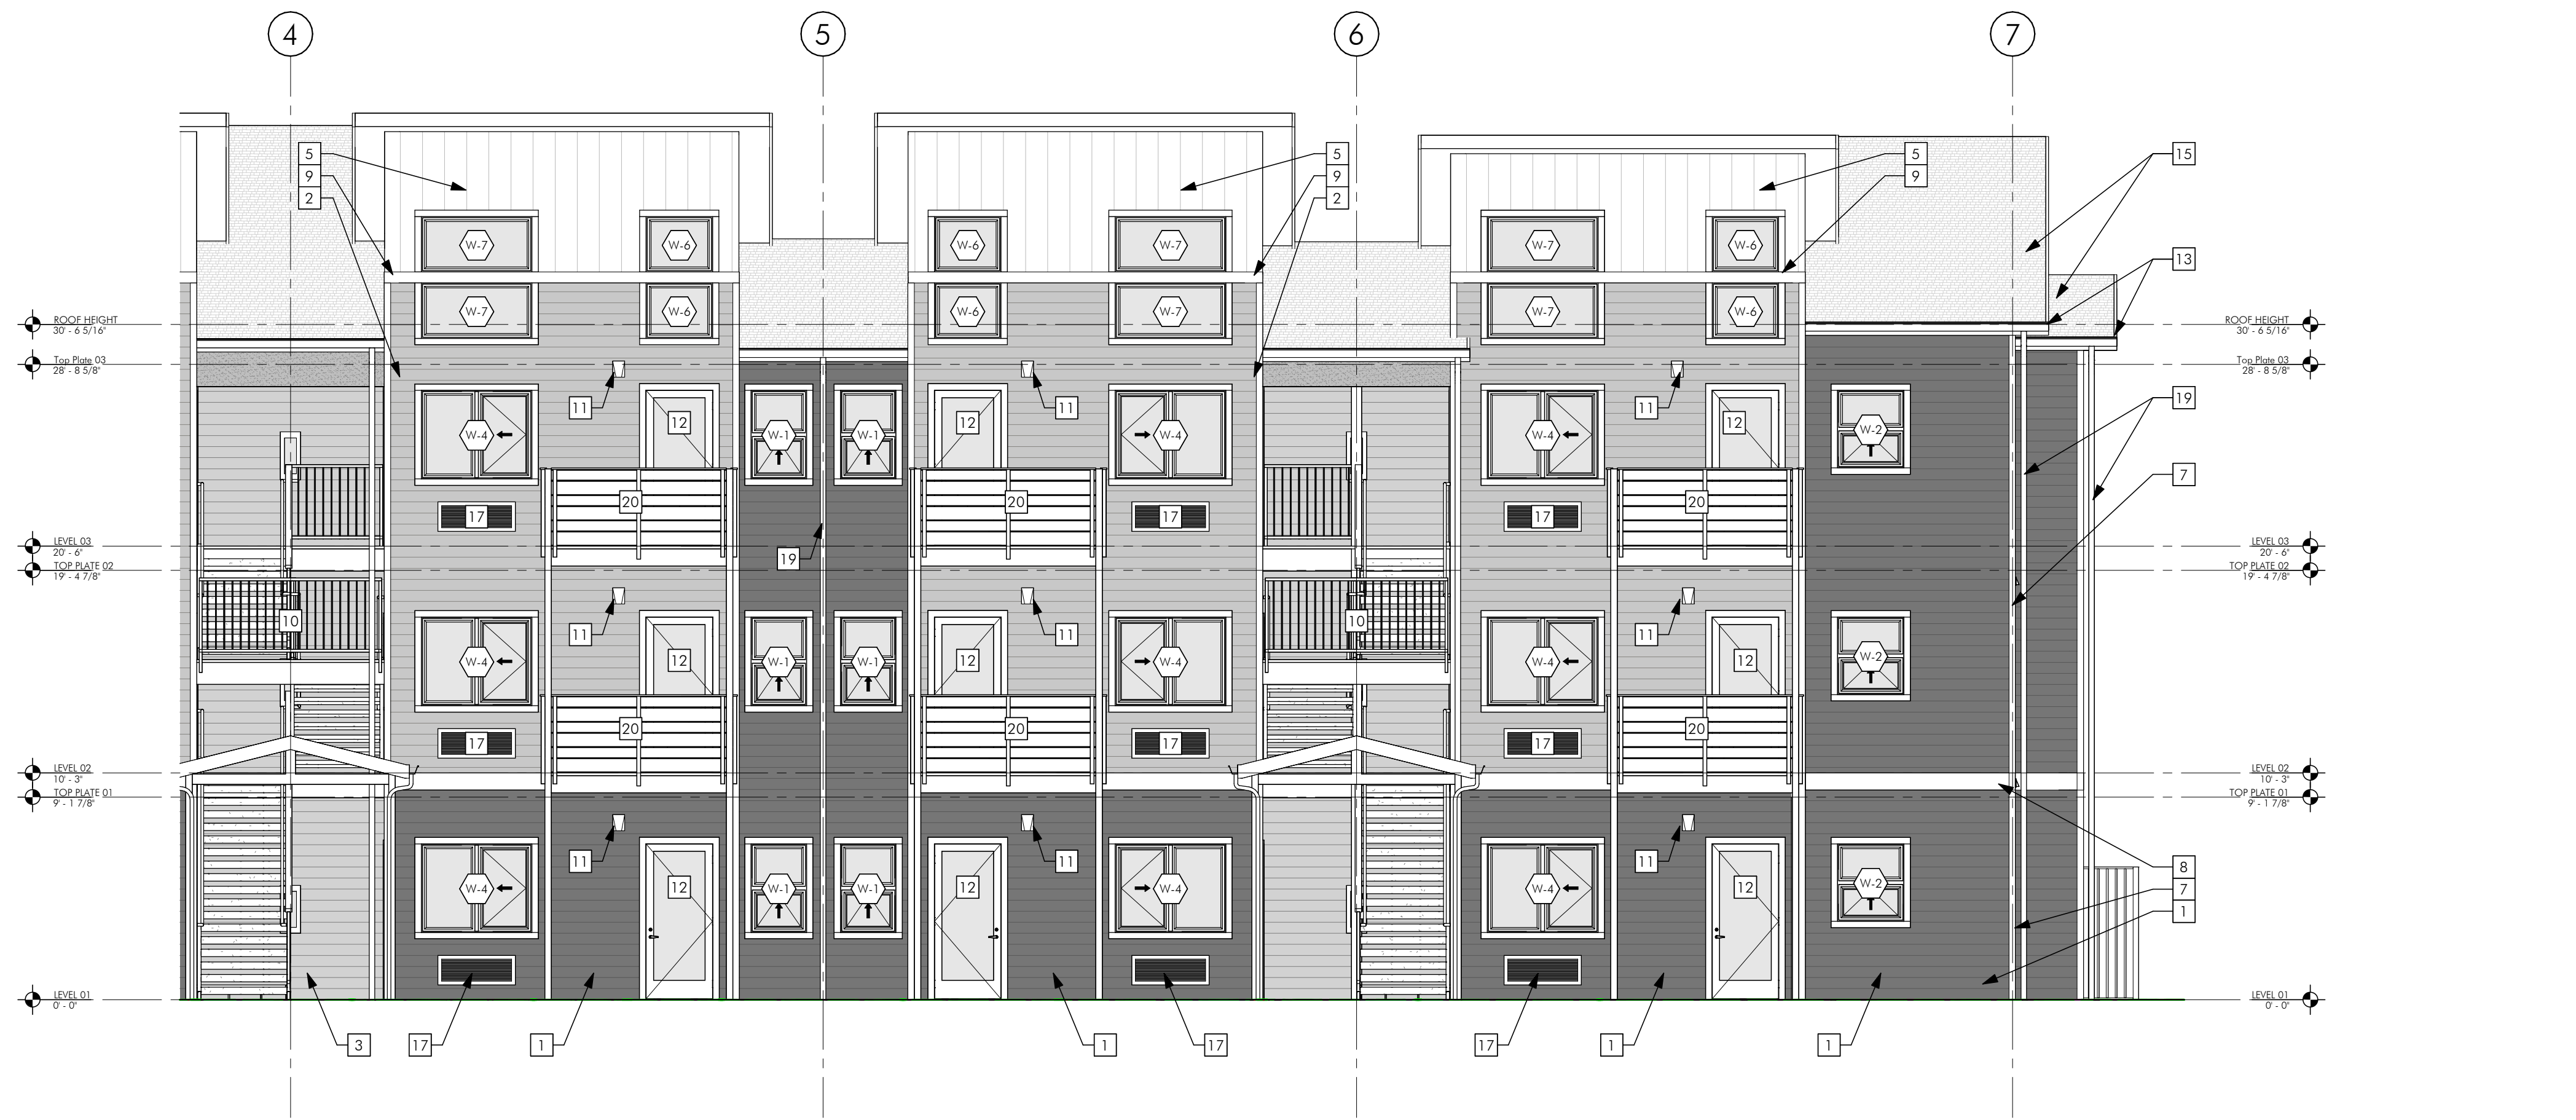 4 5 6 7
5 5 5 15
9 9 9
2 2
W-7 W-6 W-6 W-7 W-7 W-6
13
W-7 W-6 W-6 W-7 W-7 W-6
ROOF HEIGHT ROOF HEIGHT
30' - 6 5/16" 30' - 6 5/16"
Top Plate 03 Top Plate 03
28' - 8 5/8" 28' - 8 5/8"
19
11 11 11
12 12 12
W-4 W-1 W-1 W-4 W-4 W-2
7
20 20 20
17 17 17
LEVEL 03 LEVEL 03
20' - 6" 20' - 6"
19
TOP PLATE 02 TOP PLATE 02
19' - 4 7/8" 19' - 4 7/8"
10 10
11 11 11
W-4 12 W-1 W-1 12 W-4 W-4 12 W-2
20 20 20
17 17 17
LEVEL 02 LEVEL 02
10' - 3" 10' - 3"
TOP PLATE 01 TOP PLATE 01
9' - 1 7/8" 9' - 1 7/8"
11 11 11 8
W-4 12 W-1 W-1 12 W-4 W-4 12 W-2 7
1
LEVEL 01 LEVEL 01
0' - 0" 0' - 0"
3 17 1 1 17 17 1 1